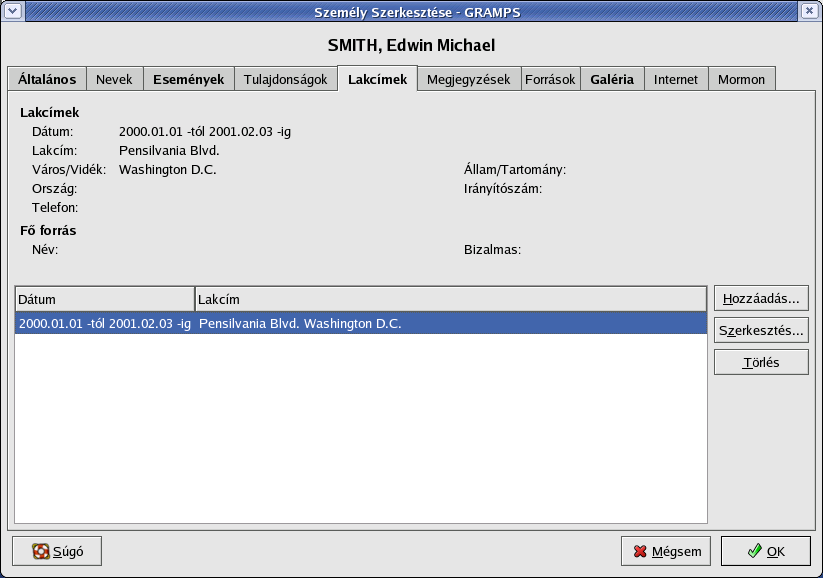 Személy Szerkesztése - GRAMPS
SMITH, Edwin Michael
Általános Nevek Események Tulajdonságok Lakcímek Megjegyzések Források Galéria Internet Mormon
Lakcímek
Dátum: 2000.01.01 -tól 2001.02.03 -ig
Lakcím: Pensilvania Blvd.
Város/Vidék: Washington D.C. Állam/Tartomány:
Ország: Irányítószám:
Telefon:
Fő forrás
Név: Bizalmas:
Dátum Lakcím
2000.01.01 -tól 2001.02.03 -ig Pensilvania Blvd. Washington D.C.
Hozzáadás...
Szerkesztés...
Törlés
Súgó Mégsem OK